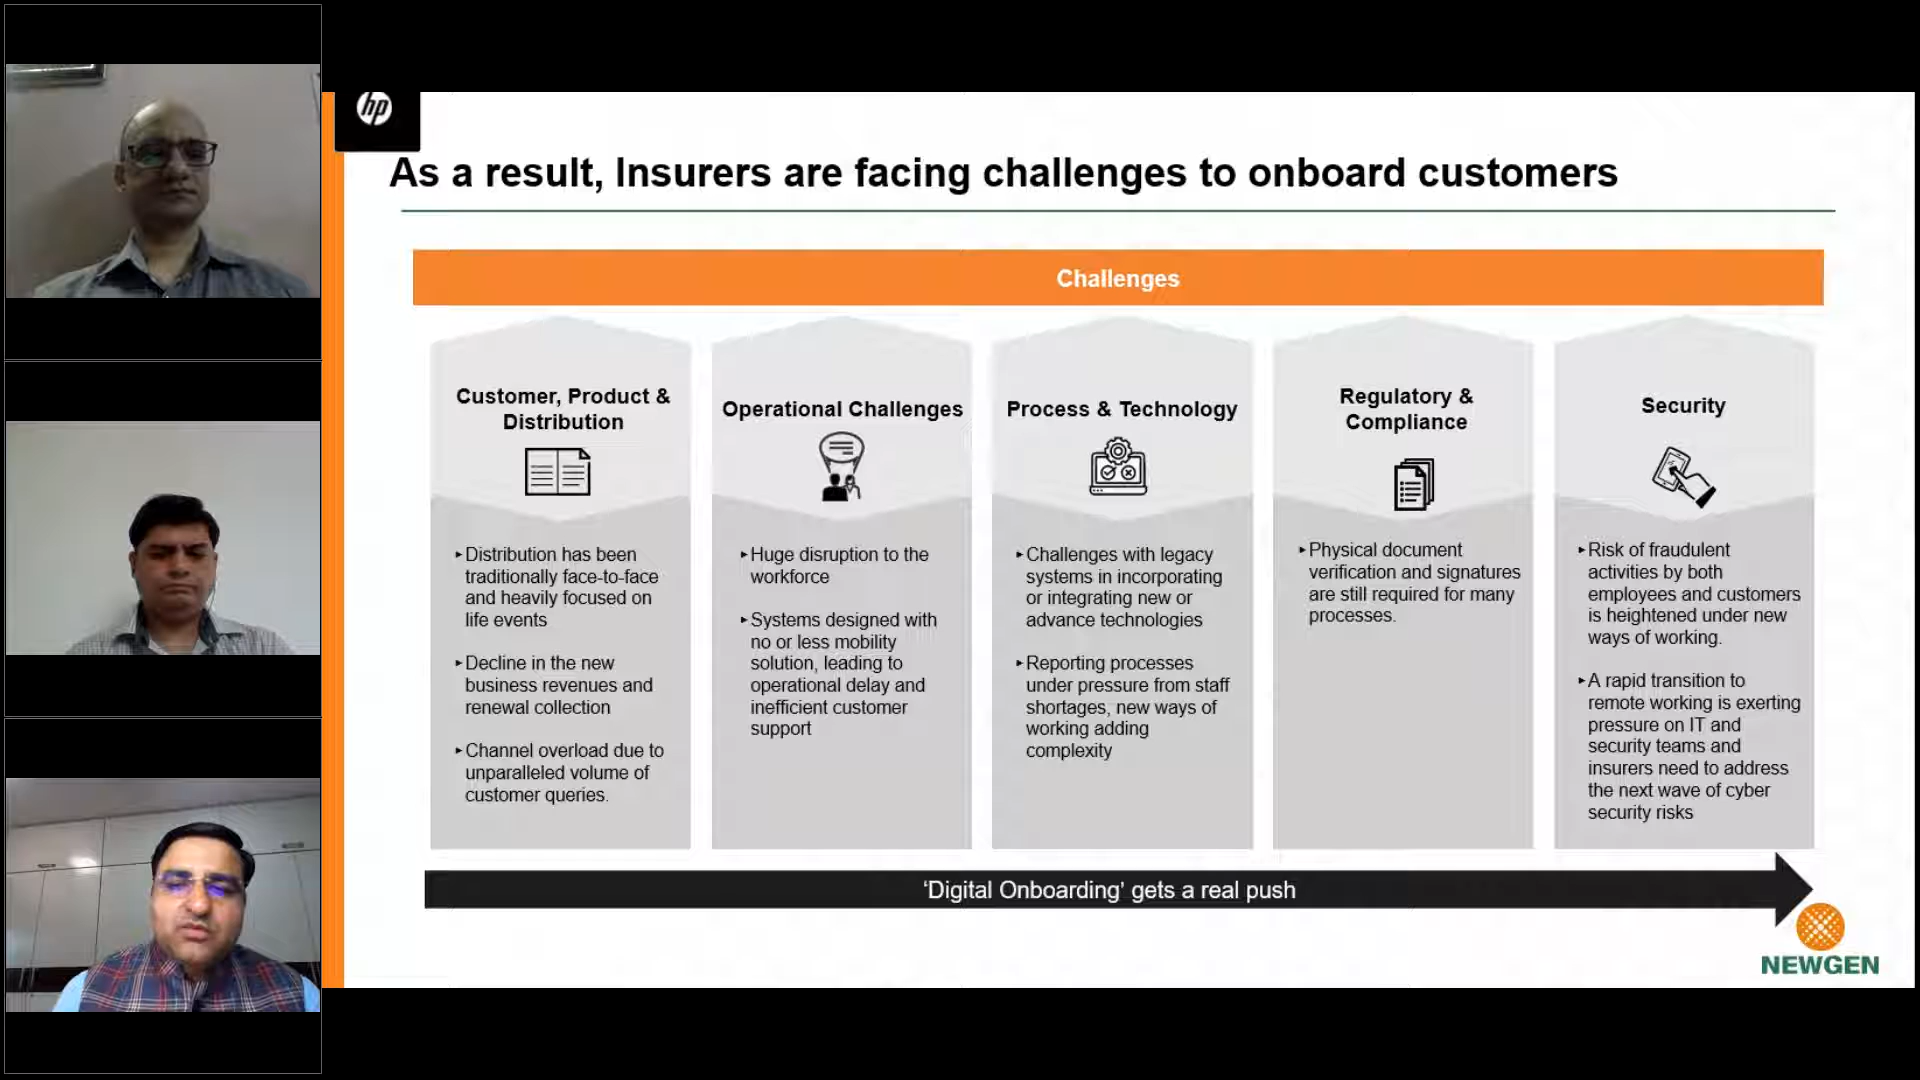 hp
As a result, Insurers are facing challenges to onboard customers
Challenges
Customer, Product &
Distribution
▸Distribution has been
traditionally face-to-face
and heavily focused on
life events
▸Decline in the new
business revenues and
renewal collection
▸Channel overload due to
unparalleled volume of
customer queries.
Operational Challenges
▸Huge disruption to the
workforce
▸Systems designed with
no or less mobility
solution, leading to
operational delay and
inefficient customer
support
Process & Technology
▸Challenges with legacy
systems in incorporating
or integrating new or
advance technologies
▸Reporting processes
under pressure from staff
shortages, new ways of
working adding
complexity
Regulatory &
Compliance
▸Physical document
verification and signatures
are still required for many
processes.
Security
▸Risk of fraudulent
activities by both
employees and customers
is heightened under new
ways of working.
▸A rapid transition to
remote working is exerting
pressure on IT and
security teams and
insurers need to address
the next wave of cyber
security risks
‘Digital Onboarding’ gets a real push
NEWGEN